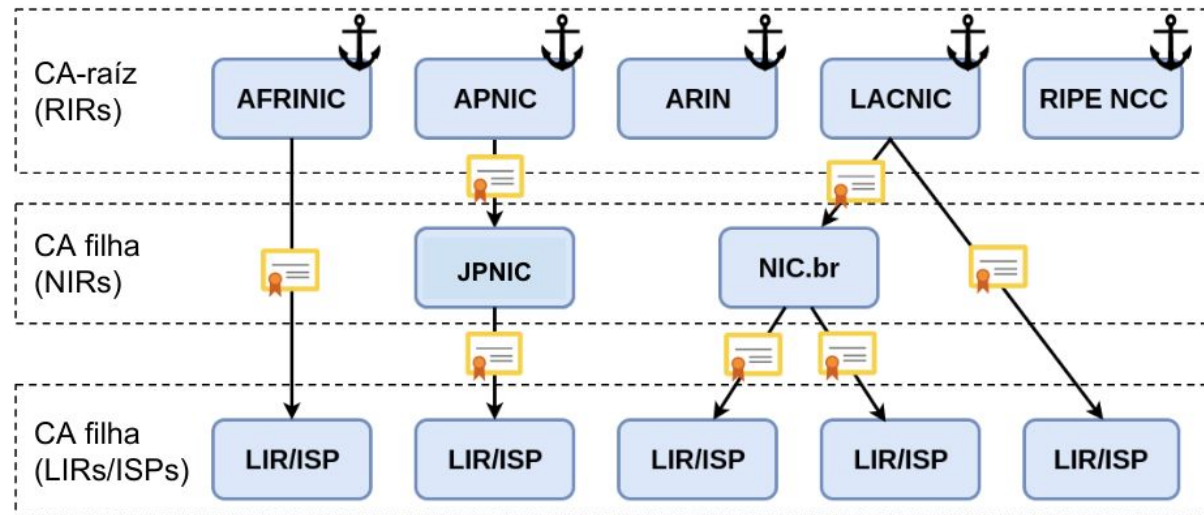 CA-raíz
(RIRs)
AFRINIC
APNIC
ARIN
LACNIC
RIPE NCC
CA filha
(NIRs)
JPNIC
NIC.br
CA filha
(LIRs/ISPs)
LIR/ISP
LIR/ISP
LIR/ISP
LIR/ISP
LIR/ISP